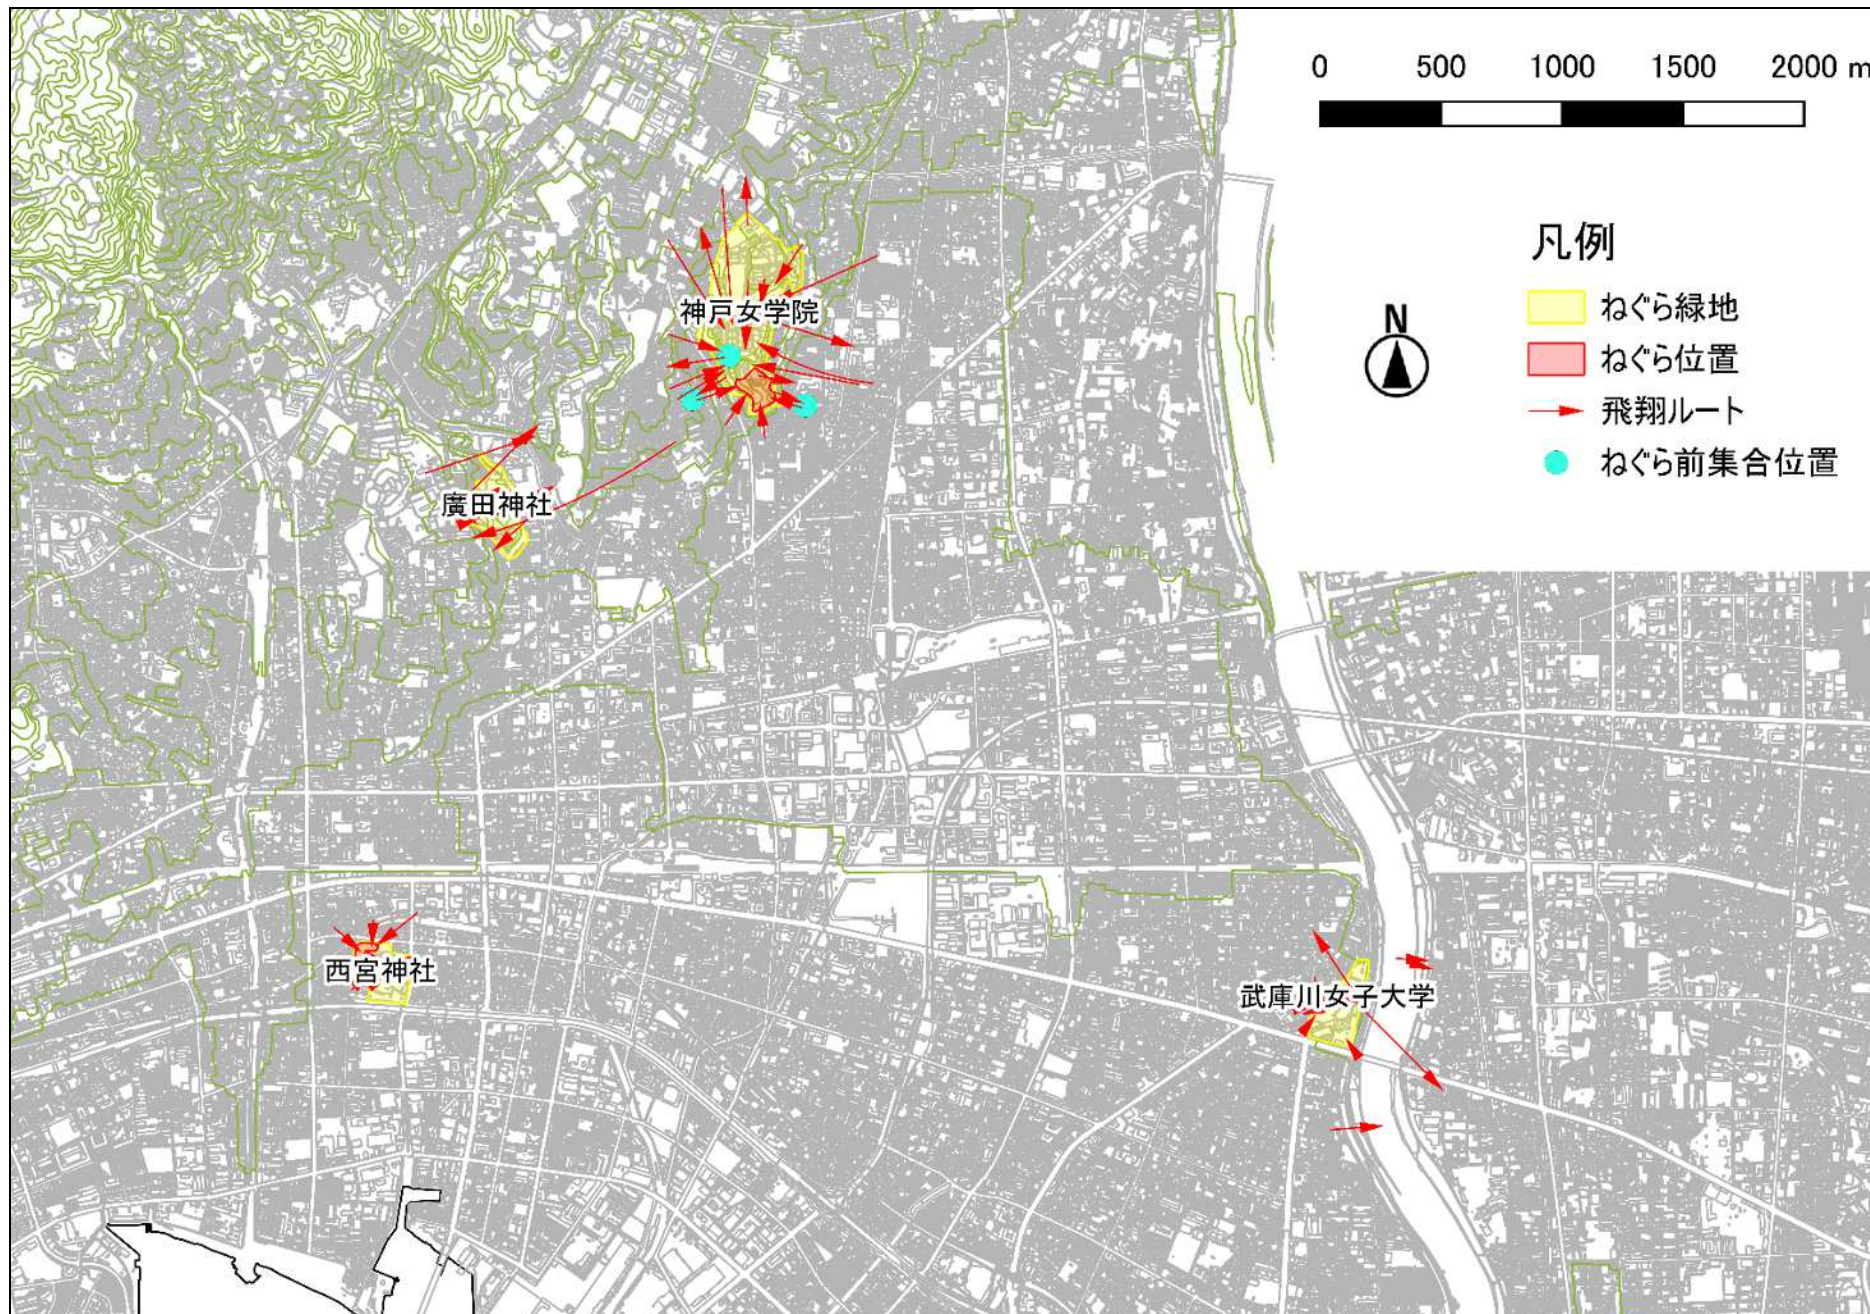 0 500 1000 1500 2000 m
凡例
ねぐら緑地
N
ねぐら位置
飛翔ルート
ねぐら前集合位置
神戸女学院
廣田神社
西宮神社
武庫川女子大学